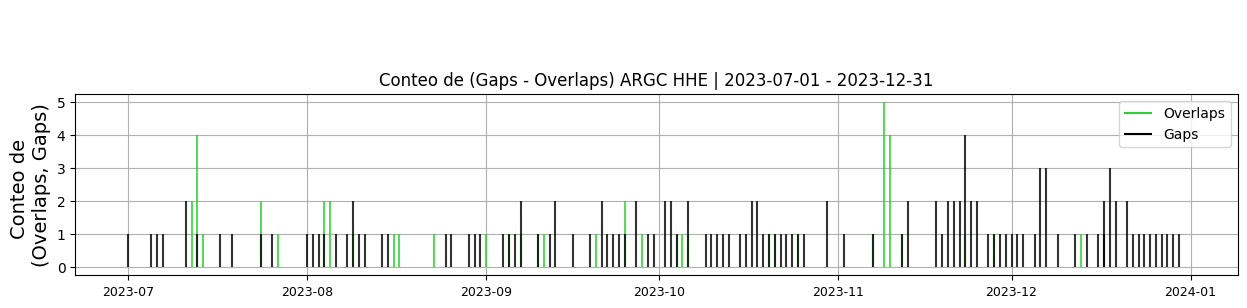 Conteo de (Gaps - Overlaps) ARGC HHE | 2023-07-01 - 2023-12-31
Conteo de
(Overlaps, Gaps)
5
4
3
2
1
0
Overlaps
Gaps
2023-07 2023-08 2023-09 2023-10 2023-11 2023-12 2024-01